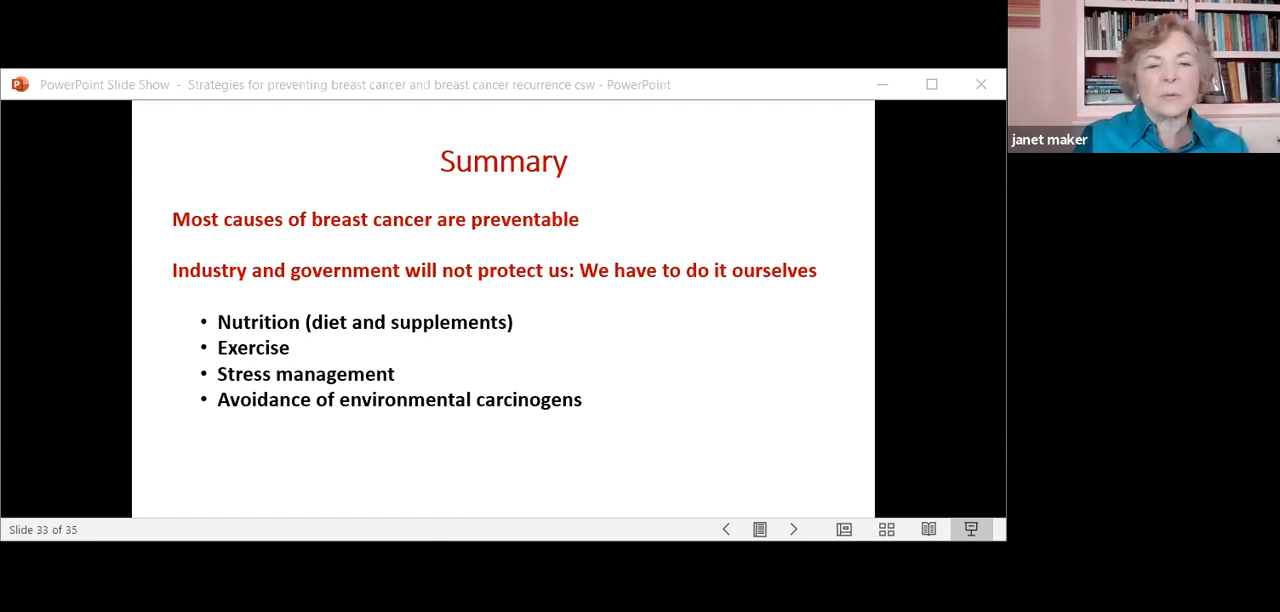 PowerPoint Slide Show - Strategies for preventing breast cancer and breast cancer recurrence csw - PowerPoint
janet maker
Summary
Most causes of breast cancer are preventable
Industry and government will not protect us: We have to do it ourselves
• Nutrition (diet and supplements)
• Exercise
• Stress management
• Avoidance of environmental carcinogens
Slide 33 of 35